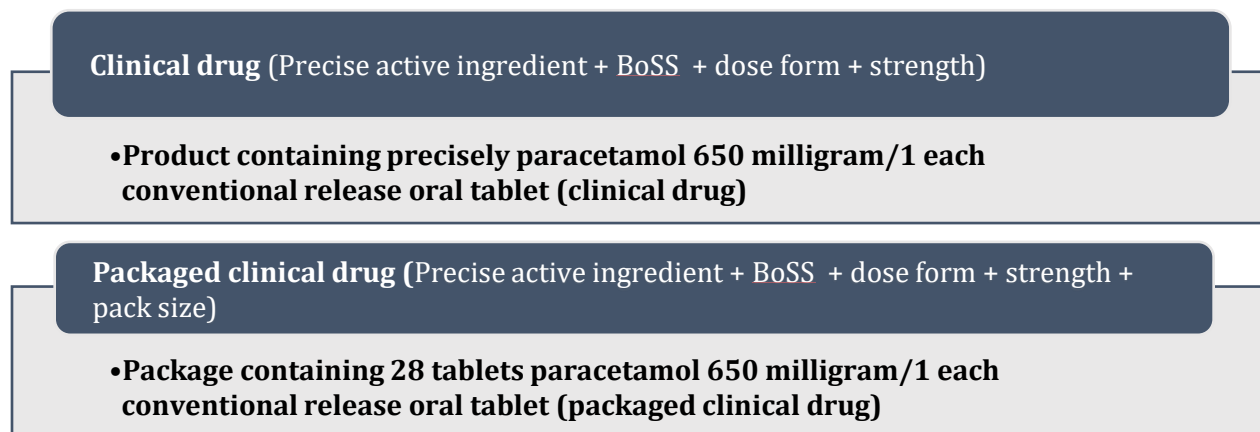 Clinical drug (Precise active ingredient + BoSS + dose form + strength)
•Product containing precisely paracetamol 650 milligram/1 each
conventional release oral tablet (clinical drug)
Packaged clinical drug (Precise active ingredient + BoSS + dose form + strength +
pack size)
•Package containing 28 tablets paracetamol 650 milligram/1 each
conventional release oral tablet (packaged clinical drug)